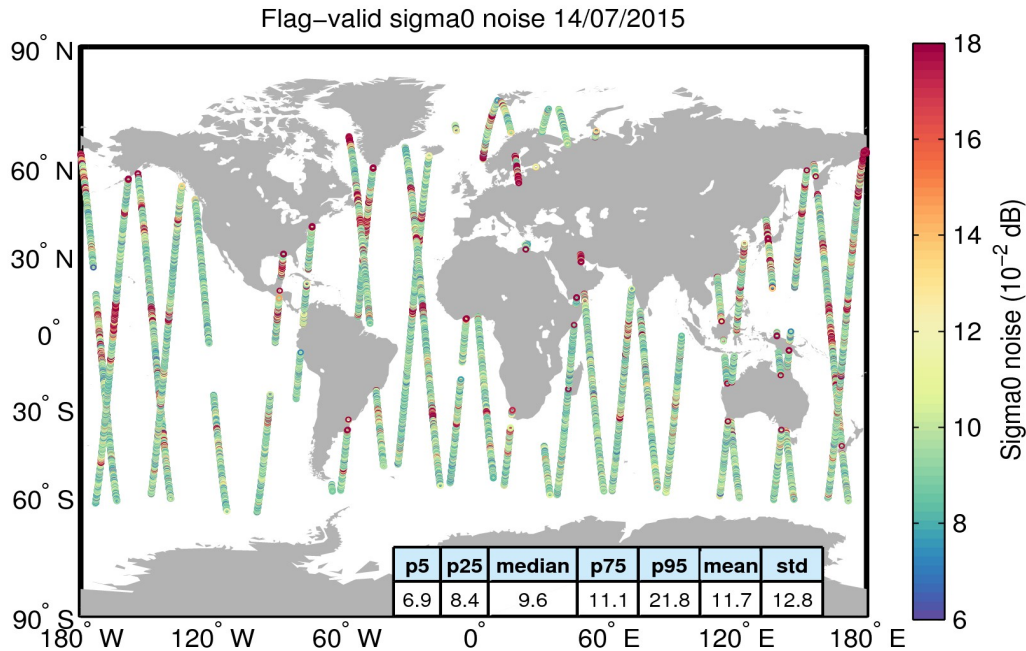 Flag−valid sigma0 noise 14/07/2015
90° N
60° N
30° N
0°
30° S
60° S
90° S
180° W 120° W 60° W 0° 60° E 120° E 180° E
p5 p25 median p75 p95 mean std
6.9 8.4 9.6 11.1 21.8 11.7 12.8
18
16
14
12
10
8
6
Sigma0 noise (10⁻² dB)